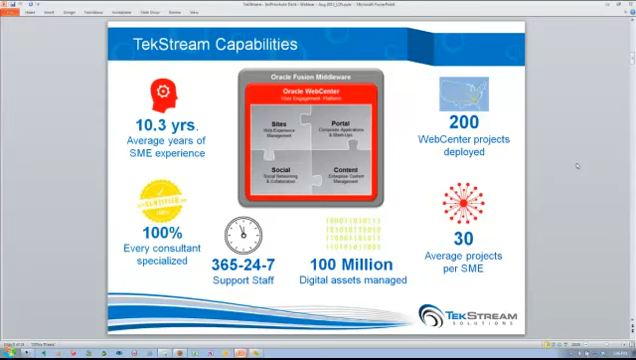 TekStream Capabilities
10.3 yrs.
Average years of
SME experience
Oracle Fusion Middleware
Oracle WebCenter
User Engagement Platform
Sites
Web Experience
Management
Portal
Composite Applications
& Mash-Ups
Social
Social Networking
& Collaboration
Content
Enterprise Content
Management
200
WebCenter projects
deployed
CERTIFIED
100%
Every consultant
specialized
365-24-7
Support Staff
100 Million
Digital assets managed
30
Average projects
per SME
TEKSTREAM
SOLUTIONS